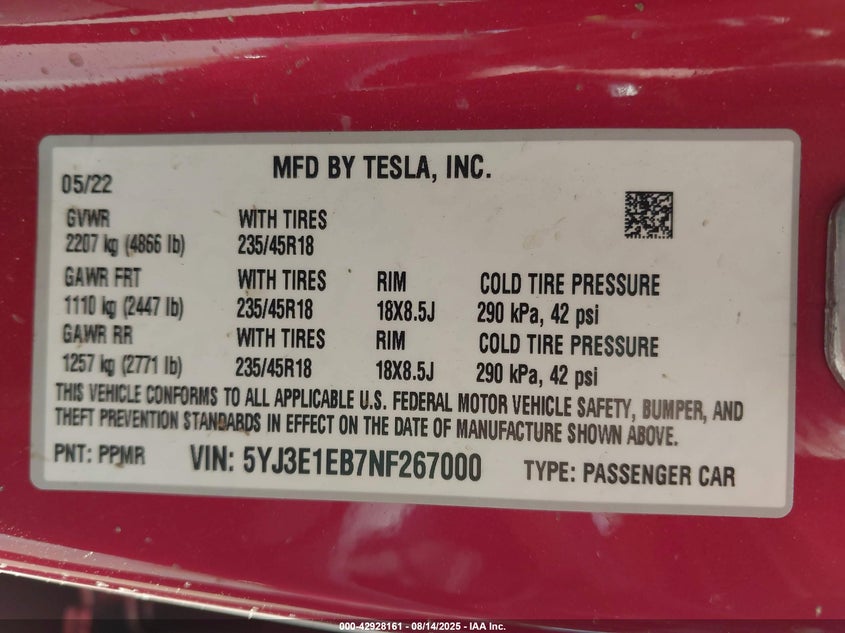 MFD BY TESLA, INC.
05/22
GVWR WITH TIRES
2207 kg (4866 lb) 235/45R18
GAWR FRT WITH TIRES RIM COLD TIRE PRESSURE
1110 kg (2447 lb) 235/45R18 18X8.5J 290 kPa, 42 psi
GAWR RR WITH TIRES RIM COLD TIRE PRESSURE
1257 kg (2771 lb) 235/45R18 18X8.5J 290 kPa, 42 psi
THIS VEHICLE CONFORMS TO ALL APPLICABLE U.S. FEDERAL MOTOR VEHICLE SAFETY, BUMPER, AND
THEFT PREVENTION STANDARDS IN EFFECT ON THE DATE OF MANUFACTURE SHOWN ABOVE.
PNT: PPMR VIN: 5YJ3E1EB7NF267000 TYPE: PASSENGER CAR
000-42928161 - 08/14/2025 - IAA Inc.